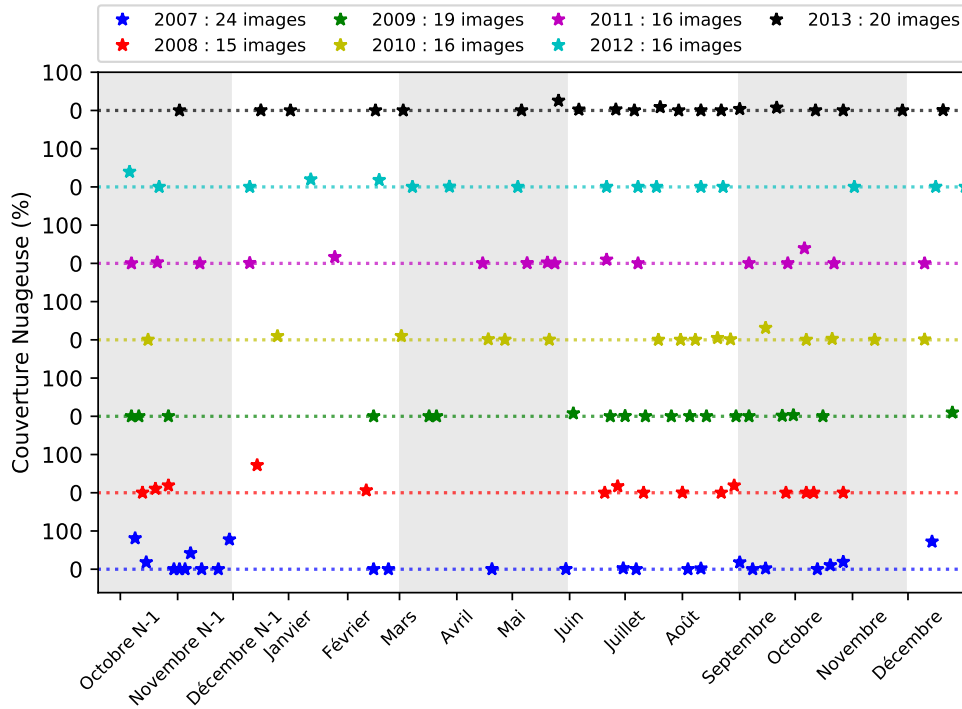 2007 : 24 images 2009 : 19 images 2011 : 16 images 2013 : 20 images
2008 : 15 images 2010 : 16 images 2012 : 16 images
Couverture Nuageuse (%)
100
0
100
0
100
0
100
0
100
0
100
0
100
0
Octobre N-1
Novembre N-1
Décembre N-1
Janvier
Février
Mars
Avril
Mai
Juin
Juillet
Août
Septembre
Octobre
Novembre
Décembre